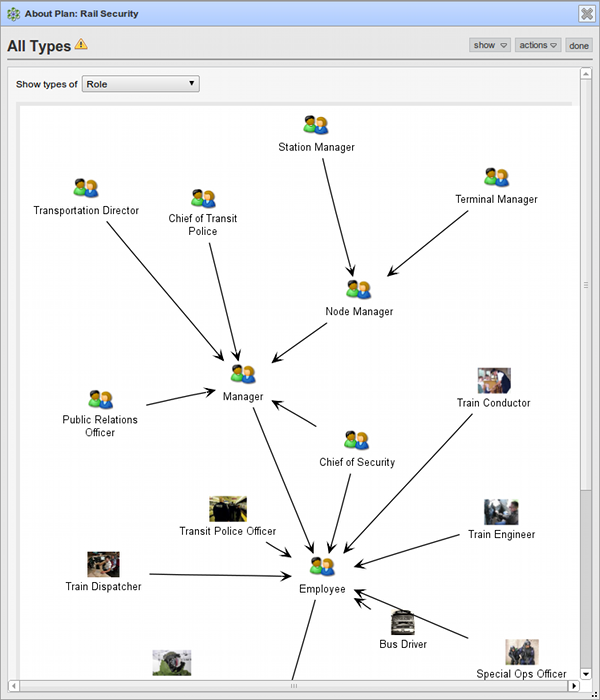 About Plan: Rail Security
All Types
show
actions
done
Show types of
Role
Station Manager
Transportation Director
Chief of Transit
Police
Terminal Manager
Node Manager
Manager
Train Conductor
Public Relations
Officer
Chief of Security
Transit Police Officer
Train Engineer
Train Dispatcher
Employee
Bus Driver
Special Ops Officer